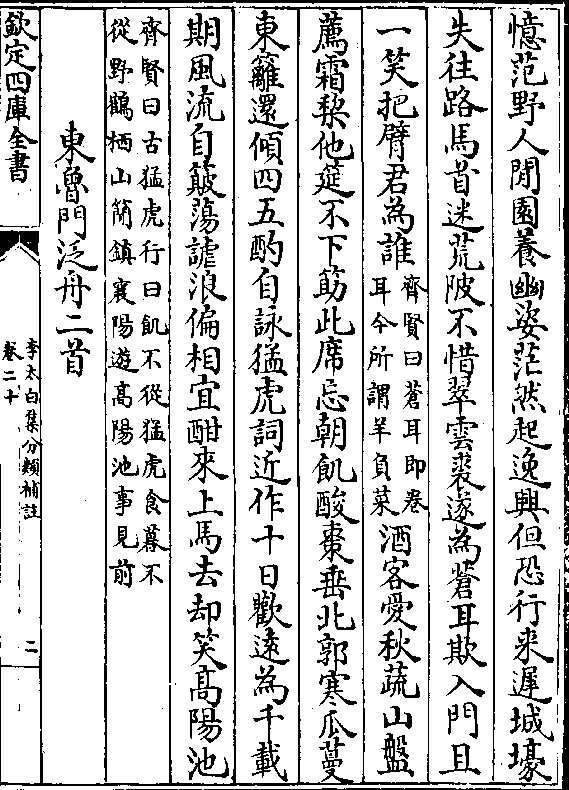 憶范野人閒園養幽姿茫然起逸興但恐行来遲城壕
失往路馬首迷荒陂不惜翠雲裘遂為蒼耳欺入門且
一笑把臂君為誰
齊賢曰蒼耳即卷
耳今所謂羊負菜
酒客愛秋蔬山盤
薦霜梨他筵不下筯此席忘朝飢酸棗垂北郭寒瓜蔓
東籬還傾四五酌自詠猛虎詞近作十日歡遠為千載
期風流自簸蕩謔浪偏相宜酣來上馬去却笑髙陽池
齊賢曰古猛虎行曰飢不從猛虎食暮不
從野鵲栖山簡鎮襄陽遊髙陽池事見前
東魯門泛舟二首
欽定四庫全書
李太白集分類補註
卷二十
二